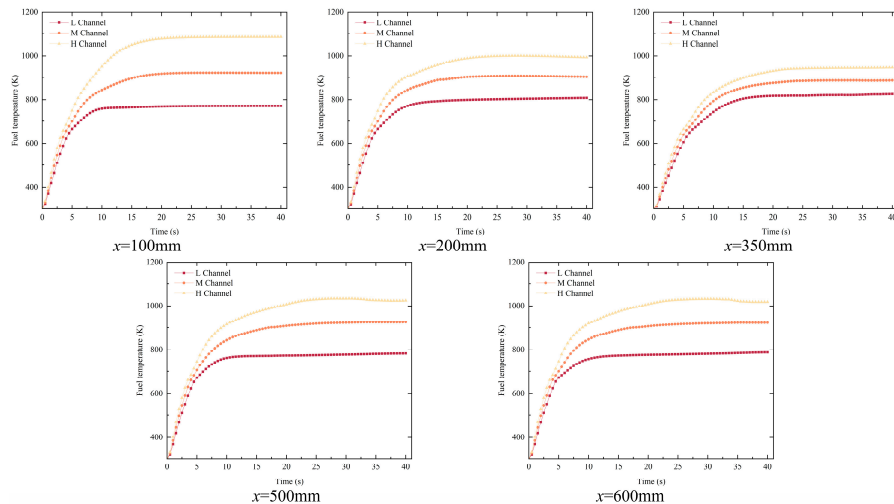 1200
1000
800
600
400
Fuel temperature (K)
L Channel
M Channel
H Channel
0 5 10 15 20 25 30 35 40
Time (s)
x=100mm
1200
1000
800
600
400
Fuel temperature (K)
L Channel
M Channel
H Channel
0 5 10 15 20 25 30 35 40
Time (s)
x=200mm
1200
1000
800
600
400
Fuel temperature (K)
L Channel
M Channel
H Channel
0 5 10 15 20 25 30 35 40
Time (s)
x=350mm
1200
1000
800
600
400
Fuel temperature (K)
L Channel
M Channel
H Channel
0 5 10 15 20 25 30 35 40
Time (s)
x=500mm
1200
1000
800
600
400
Fuel temperature (K)
L Channel
M Channel
H Channel
0 5 10 15 20 25 30 35 40
Time (s)
x=600mm